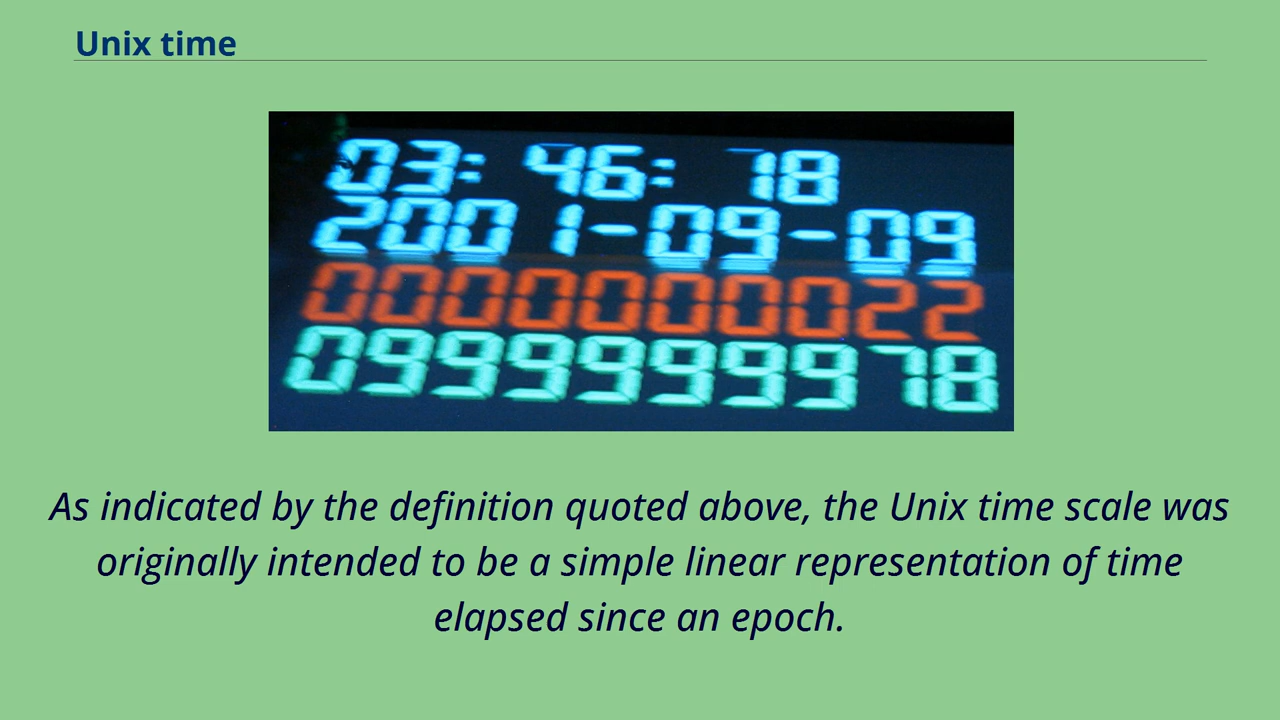 Unix time
03: 46: 18
2001-09-09
0000000022
0999999978
As indicated by the definition quoted above, the Unix time scale was
originally intended to be a simple linear representation of time
elapsed since an epoch.